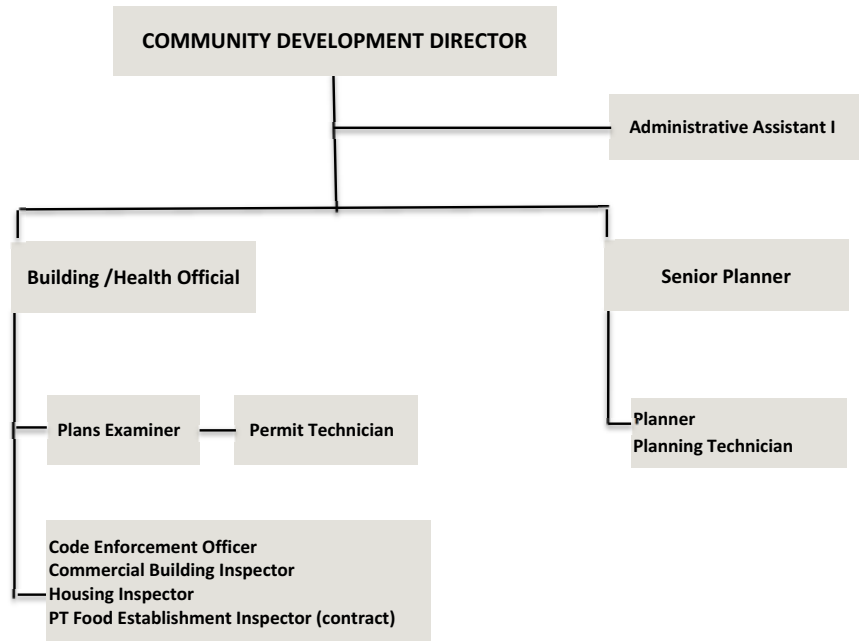 COMMUNITY DEVELOPMENT DIRECTOR
Administrative Assistant I
Building /Health Official
Senior Planner
Plans Examiner
Permit Technician
Planner
Planning Technician
Code Enforcement Officer
Commercial Building Inspector
Housing Inspector
PT Food Establishment Inspector (contract)